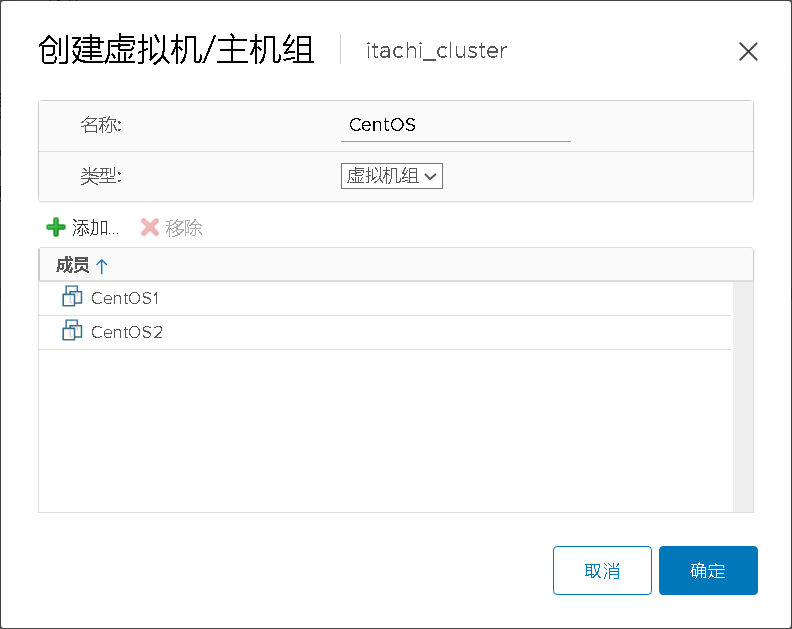 创建虚拟机/主机组 itachi_cluster
名称: CentOS
类型: 虚拟机组
添加... 移除
成员 ↑
CentOS1
CentOS2
取消 确定